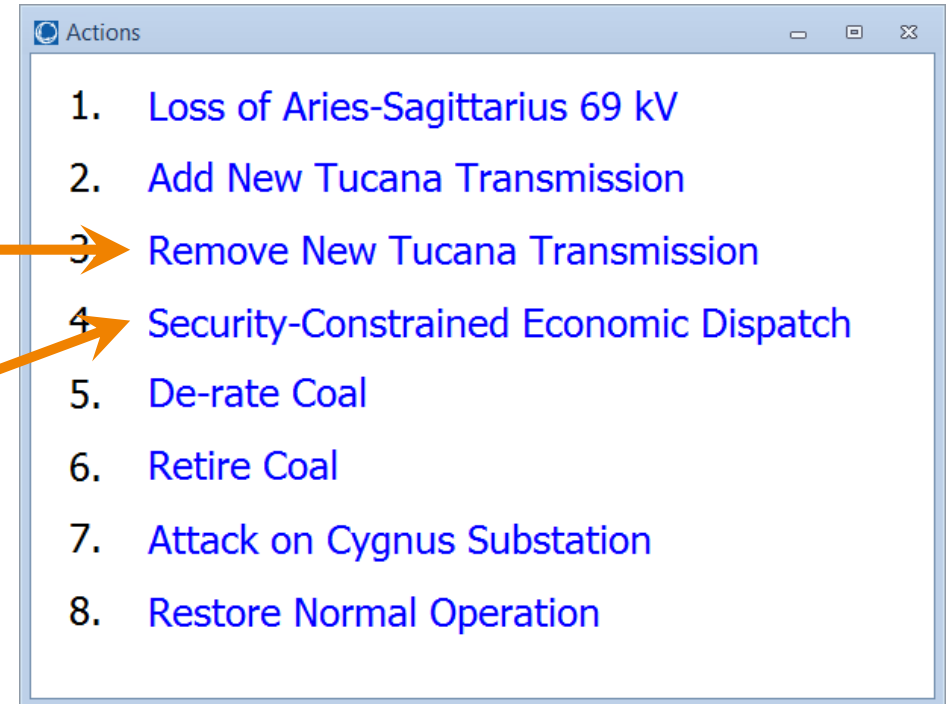 Actions
1. Loss of Aries-Sagittarius 69 kV
2. Add New Tucana Transmission
3. Remove New Tucana Transmission
4. Security-Constrained Economic Dispatch
5. De-rate Coal
6. Retire Coal
7. Attack on Cygnus Substation
8. Restore Normal Operation